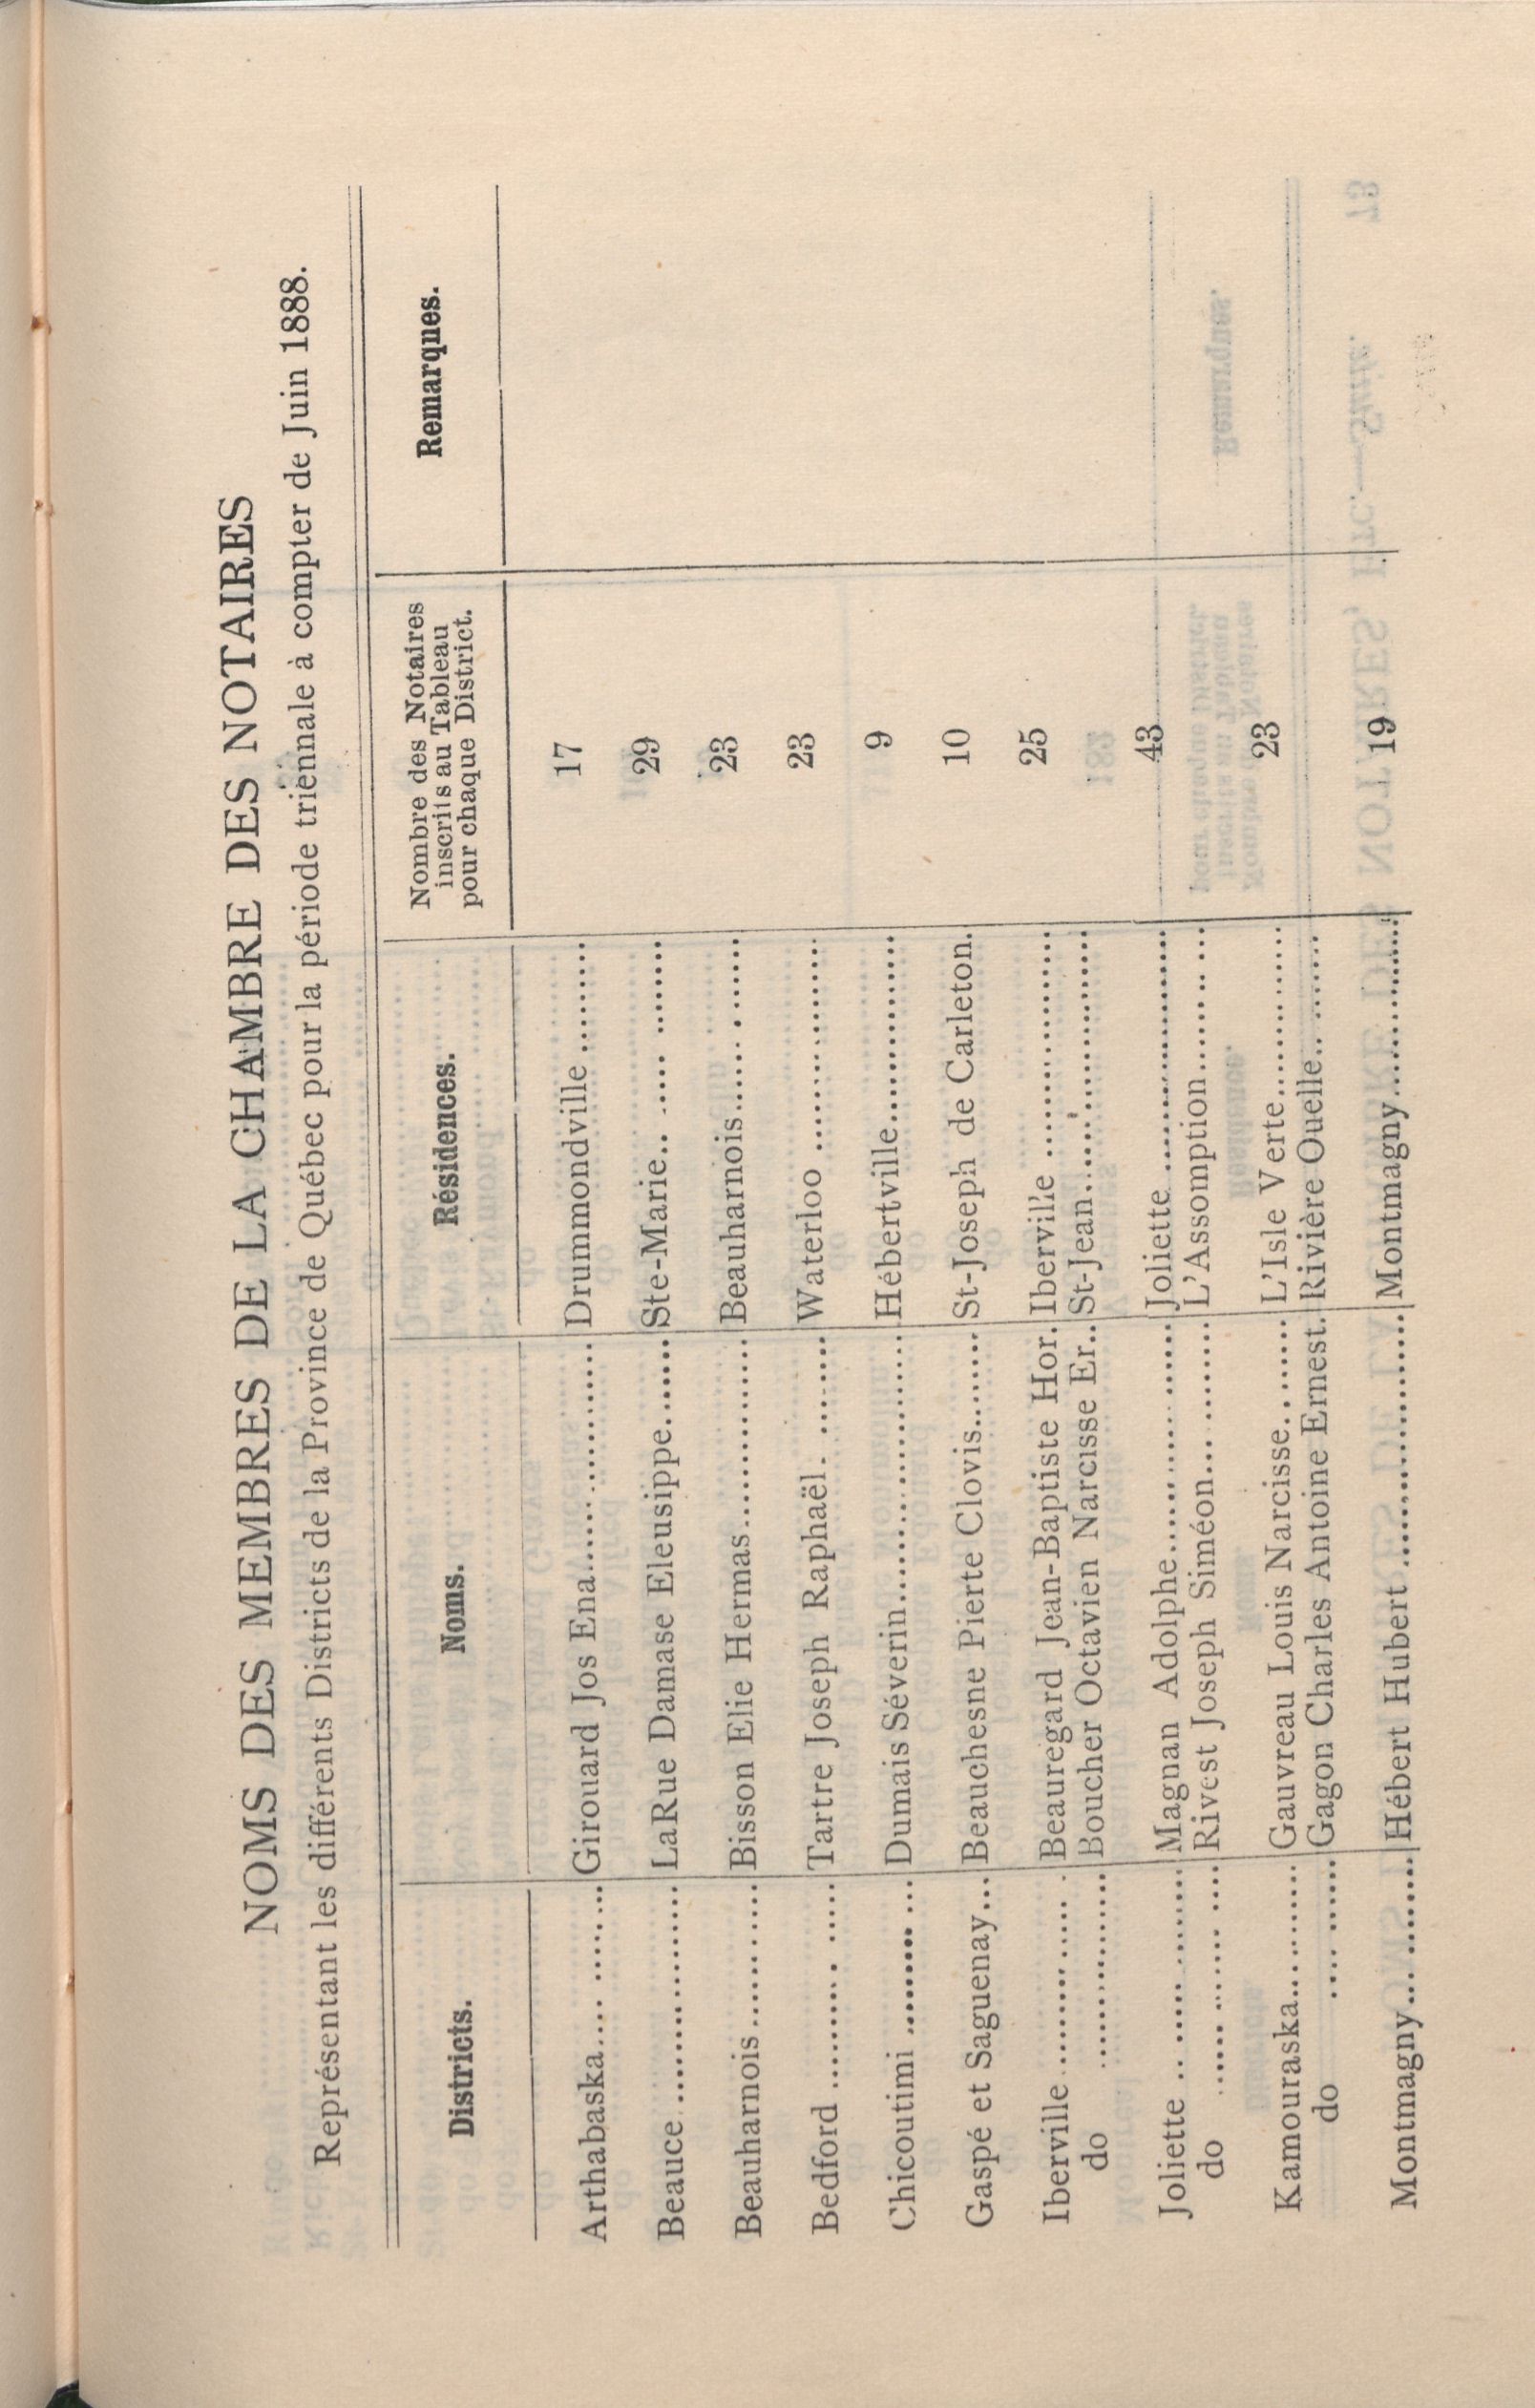 NOMS DES MEMBRES DE LA CHAMBRE DES NOTAIRES
Représentant les différents Districts de la Province de Québec pour la période triennale à compter de Juin 1888.
Districts. Noms. Résidences. Nombre des Notaires inscrits au Tableau pour chaque District. Remarques.
Arthabaska.... ....... Girouard Jos Ena.................. Drummondville ......... 17
Beauce .................. LaRue Damase Eleusippe....... Ste-Marie.. .... ........ 29
Beauharnois ............ Bisson Elie Hermas................ Beauharnois...... . ....... 23
Bedford .......... . ..... Tartre Joseph Raphaël. ........ Waterloo .................. 23
Chicoutimi ......... ... Dumais Séverin..................... Hébertville................ 9
Gaspé et Saguenay... Beauchesne Pierte Clovis........ St-Joseph de Carleton. 10
Iberville ............... . Beauregard Jean-Baptiste Hor. Iberville .................. 25
do .................. Boucher Octavien Narcisse Er.. St-Jean.....'...............
Joliette .. ..... ........ Magnan Adolphe................... Joliette .................... 43
do ..... ....... .... Rivest Joseph Siméon... ........ L'Assomption......... ...
Kamouraska... ......... Gauvreau Louis Narcisse.. ....... L'Isle Verte............... 23
do .... ...... Gagon Charles Antoine Ernest. Rivière Ouelle.. ........
Montmagny... ....... Hébert Hubert ..................... Montmagny................ 19